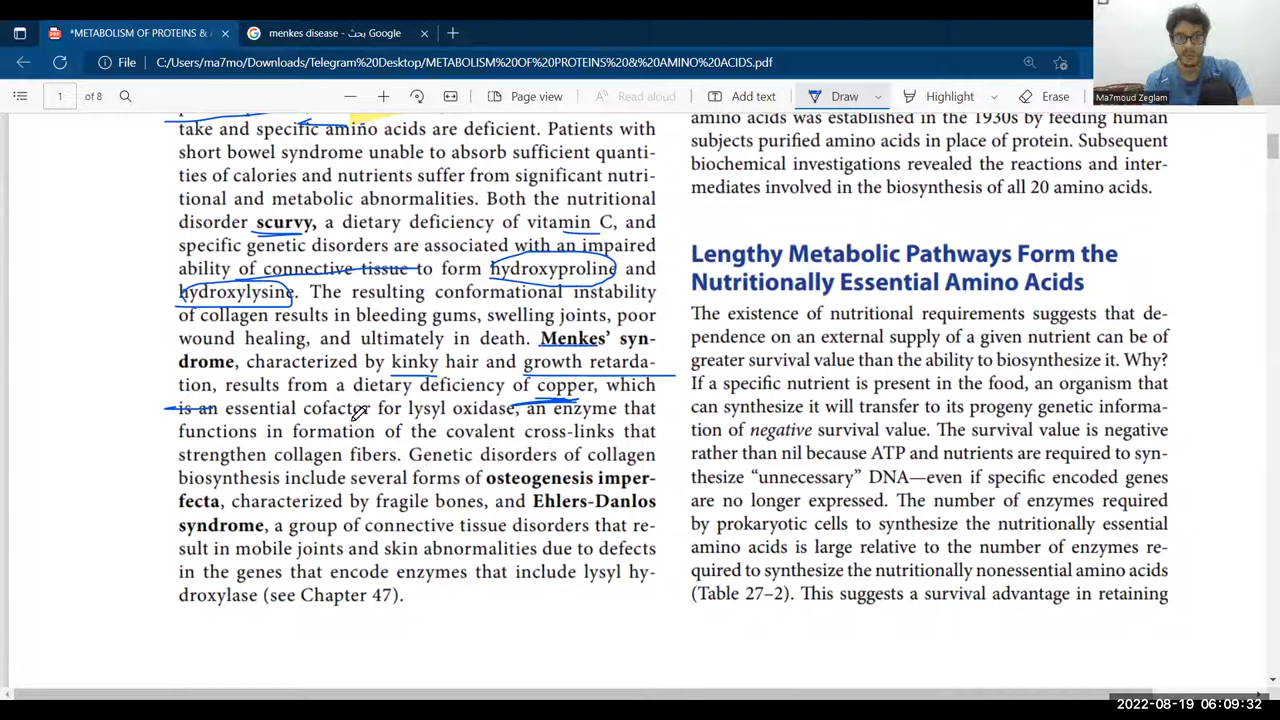 *METABOLISM OF PROTEINS & A
menkes disease - بحث Google
File
C:/Users/ma7mo/Downloads/Telegram%20Desktop/METABOLISM%20OF%20PROTEINS%20&%20AMINO%20ACIDS.pdf
1 of 8
Page view
Read aloud
Add text
Draw
Highlight
Erase
Ma7moud Zeglam
take and specific amino acids are deficient. Patients with
short bowel syndrome unable to absorb sufficient quanti-
ties of calories and nutrients suffer from significant nutri-
tional and metabolic abnormalities. Both the nutritional
disorder scurvy, a dietary deficiency of vitamin C, and
specific genetic disorders are associated with an impaired
ability of connective tissue to form hydroxyproline and
hydroxylysine. The resulting conformational instability
of collagen results in bleeding gums, swelling joints, poor
wound healing, and ultimately in death. Menkes' syn-
drome, characterized by kinky hair and growth retarda-
tion, results from a dietary deficiency of copper, which
is an essential cofactor for lysyl oxidase, an enzyme that
functions in formation of the covalent cross-links that
strengthen collagen fibers. Genetic disorders of collagen
biosynthesis include several forms of osteogenesis imper-
fecta, characterized by fragile bones, and Ehlers-Danlos
syndrome, a group of connective tissue disorders that re-
sult in mobile joints and skin abnormalities due to defects
in the genes that encode enzymes that include lysyl hy-
droxylase (see Chapter 47).
amino acids was established in the 1930s by feeding human
subjects purified amino acids in place of protein. Subsequent
biochemical investigations revealed the reactions and inter-
mediates involved in the biosynthesis of all 20 amino acids.
Lengthy Metabolic Pathways Form the
Nutritionally Essential Amino Acids
The existence of nutritional requirements suggests that de-
pendence on an external supply of a given nutrient can be of
greater survival value than the ability to biosynthesize it. Why?
If a specific nutrient is present in the food, an organism that
can synthesize it will transfer to its progeny genetic informa-
tion of negative survival value. The survival value is negative
rather than nil because ATP and nutrients are required to syn-
thesize “unnecessary” DNA—even if specific encoded genes
are no longer expressed. The number of enzymes required
by prokaryotic cells to synthesize the nutritionally essential
amino acids is large relative to the number of enzymes re-
quired to synthesize the nutritionally nonessential amino acids
(Table 27–2). This suggests a survival advantage in retaining
2022-08-19 06:09:32